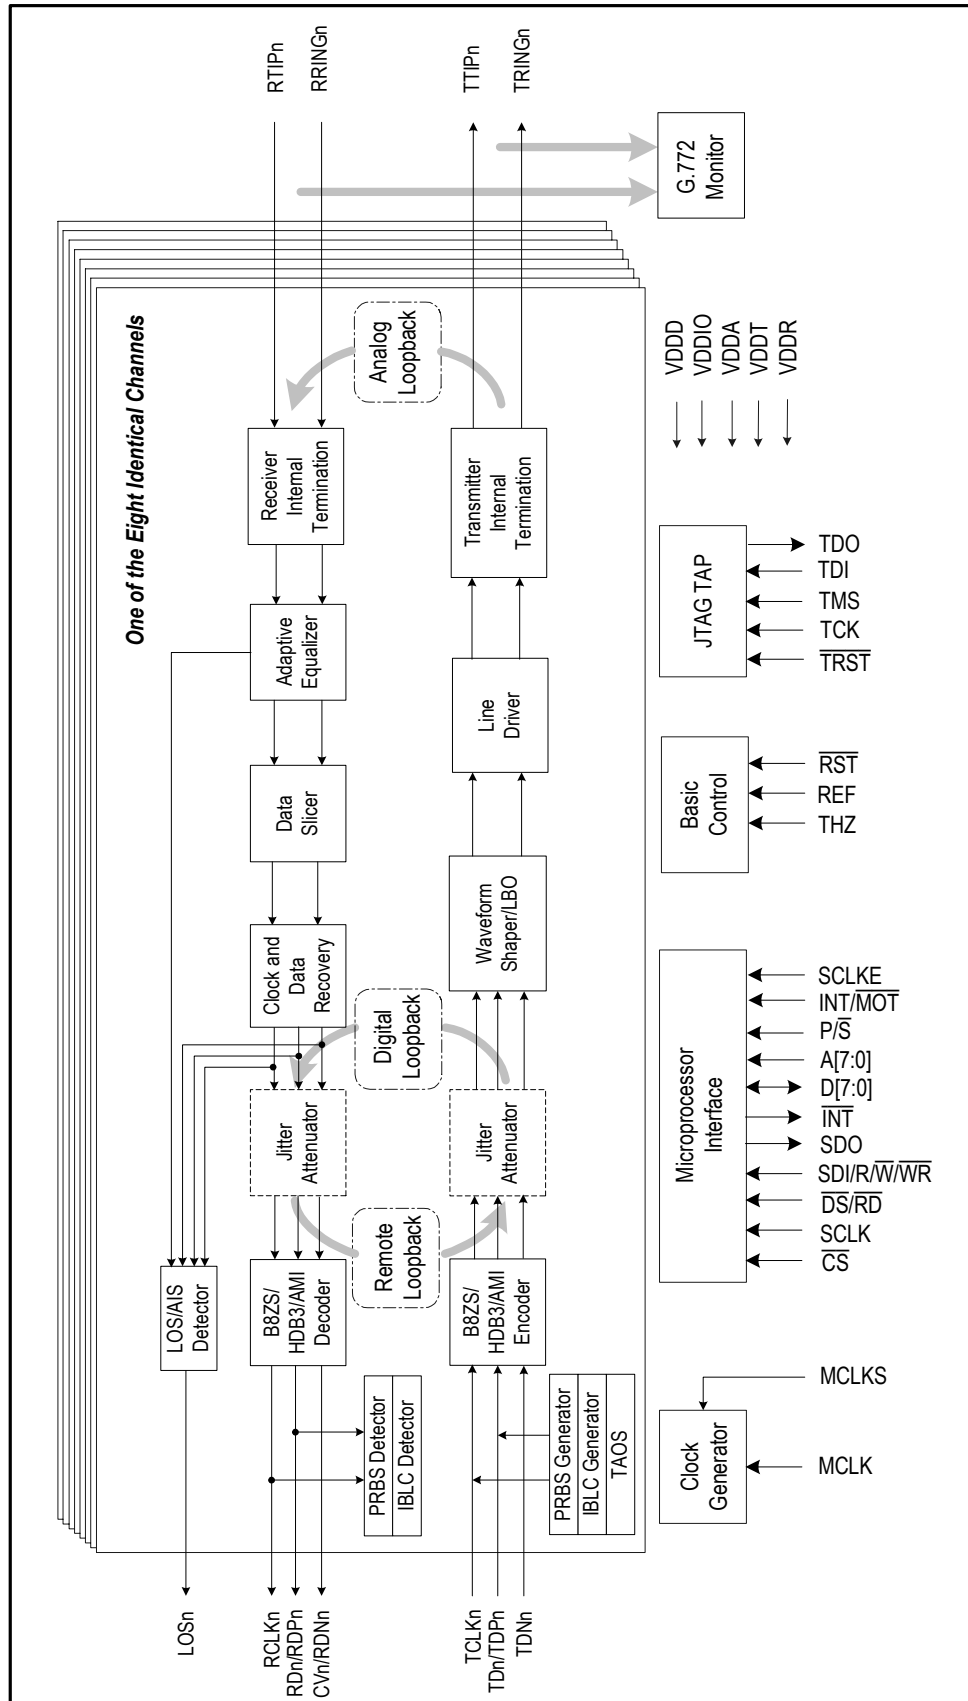 RTIPn
RRINGn
TTIPn
TRINGn
G.772
Monitor
One of the Eight Identical Channels
Analog
Loopback
VDDD
VDDIO
VDDA
VDDT
VDDR
Receiver
Internal
Termination
Transmitter
Internal
Termination
JTAG TAP
TDO
TDI
TMS
TCK
TRST
Adaptive
Equalizer
Line
Driver
Data
Slicer
Basic
Control
RST
REF
THZ
Waveform
Shaper/LBO
Clock and
Data
Recovery
Digital
Loopback
Microprocessor
Interface
SCLKE
INT/MOT
P/S
A[7:0]
D[7:0]
INT
SDO
SDI/R/W/WR
DS/RD
SCLK
CS
Jitter
Attenuator
Jitter
Attenuator
Remote
Loopback
LOS/AIS
Detector
B8ZS/
HDB3/AMI
Decoder
B8ZS/
HDB3/AMI
Encoder
PRBS Detector
IBLC Detector
PRBS Generator
IBLC Generator
TAOS
Clock
Generator
MCLKS
MCLK
LOSn
RCLKn
RDn/RDPn
CVn/RDNn
TCLKn
TDn/TDPn
TDNn